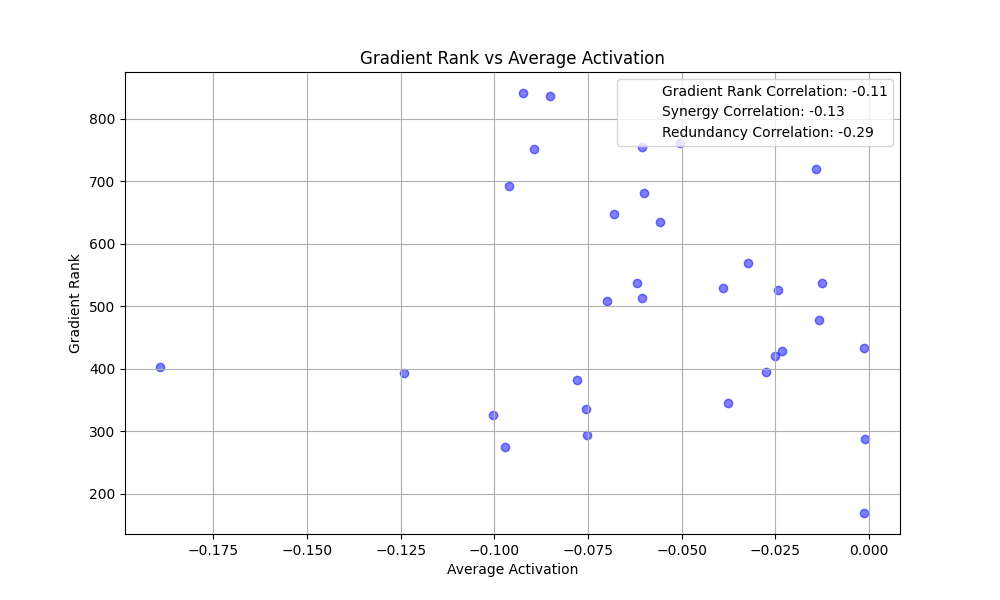 Gradient Rank vs Average Activation
Gradient Rank Correlation: -0.11
Synergy Correlation: -0.13
Redundancy Correlation: -0.29
800
700
600
500
400
300
200
Gradient Rank
−0.175
−0.150
−0.125
−0.100
−0.075
−0.050
−0.025
0.000
Average Activation